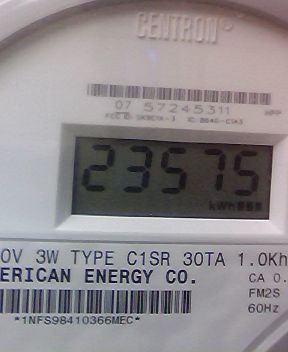 CENTRON®
07 57245311
23575
kWh
0V 3W TYPE C1SR 30TA 1.0Kh
ERICAN ENERGY CO.
CA 0.
FM2S
60Hz
*1NFS98410366MEC*